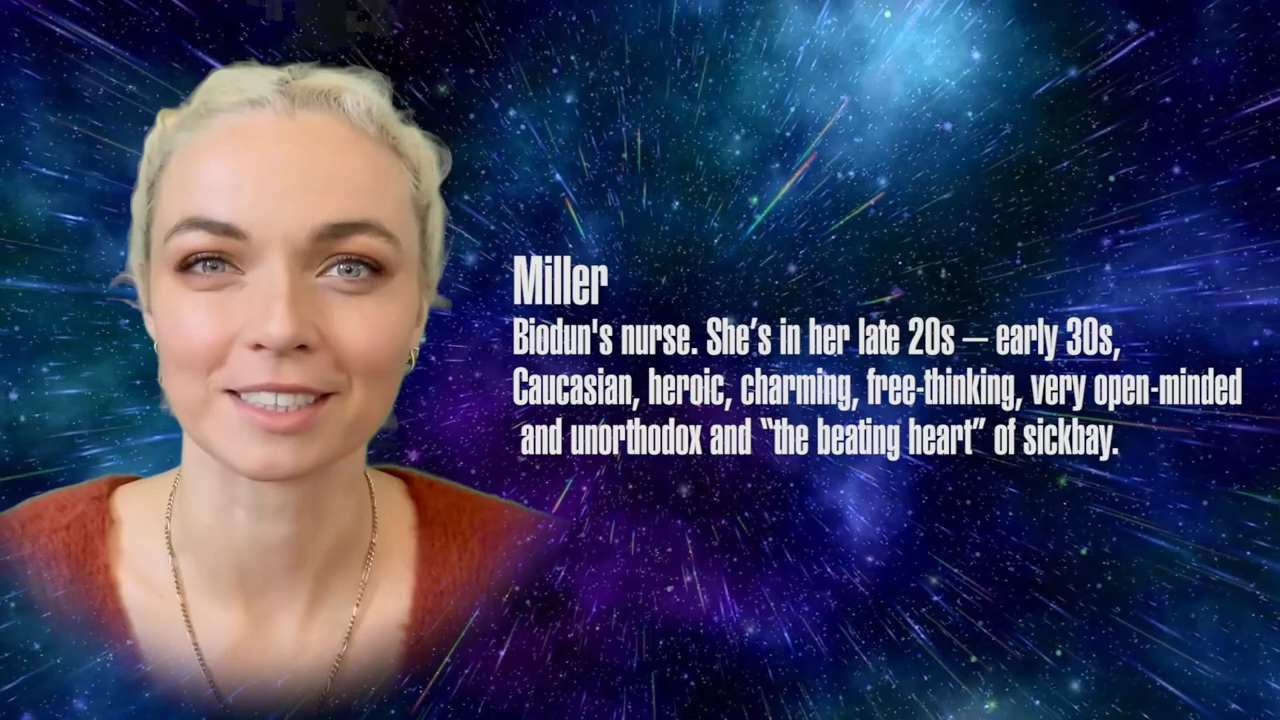 Miller
Biodun's nurse. She’s in her late 20s – early 30s,
Caucasian, heroic, charming, free-thinking, very open-minded
and unorthodox and “the beating heart” of sickbay.